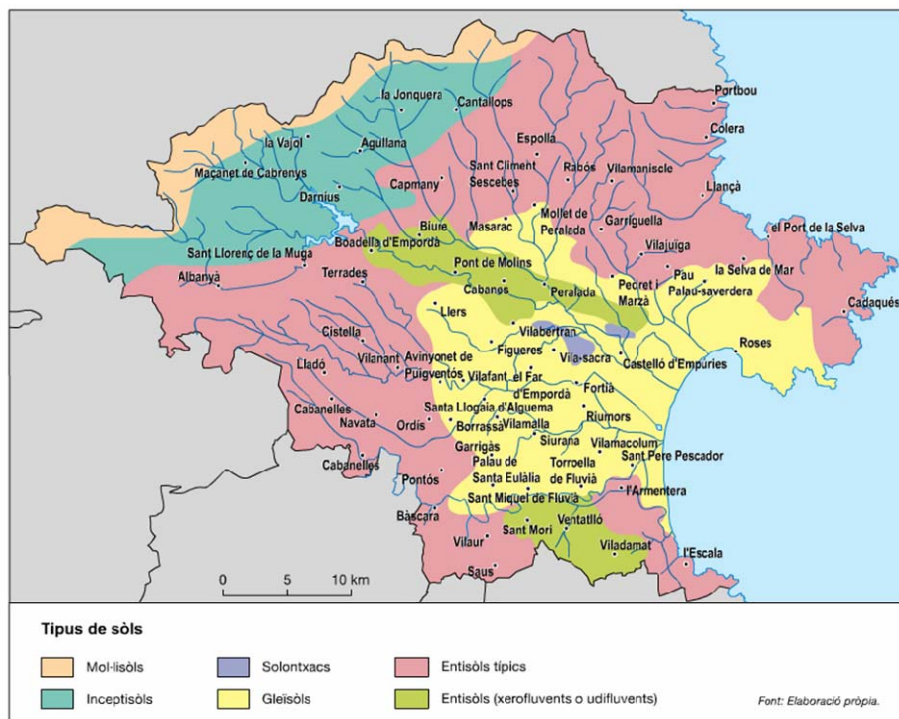 Portbou
la Jonquera
Cantallops
Colera
la Vajol
Agullana
Espolla
Maçanet de Cabrenys
Sant Climent
Sescebes
Rabós
Vilamaniscle
Capmany
Darnius
Llançà
Masarac
Mollet de
Peralada
Garriguella
Biure
el Port de la Selva
Boadella d'Empordà
Vilajuïga
Sant Llorenç de la Muga
Pont de Molins
la Selva de Mar
Albanyà
Terrades
Pau
Cabanes
Peralada
Pedret i
Marzà
Palau-saverdera
Cadaqués
Llers
Vilabertran
Cistella
Figueres
Roses
Vilanant
Avinyonet de
Puigventós
Vila-sacra
Castelló d'Empúries
Lladó
Vilafant
el Far
d'Empordà
Fortià
Cabanelles
Santa Llogaia d'Àlguema
Riumors
Navata
Ordis
Borrassà
Vilamalla
Siurana
Vilamacolum
Garrigàs
Cabanelles
Palau de
Santa Eulàlia
Torroella
de Fluvià
Sant Pere Pescador
Pontós
l'Armentera
Sant Miquel de Fluvià
Bàscara
Sant Mori
Ventalló
Vilaur
Viladamat
l'Escala
Saus
0 5 10 km
Tipus de sòls
Mol·lisòls
Solontxacs
Entisòls típics
Inceptisòls
Gleïsòls
Entisòls (xerofluvents o udifluvents)
Font: Elaboració pròpia.